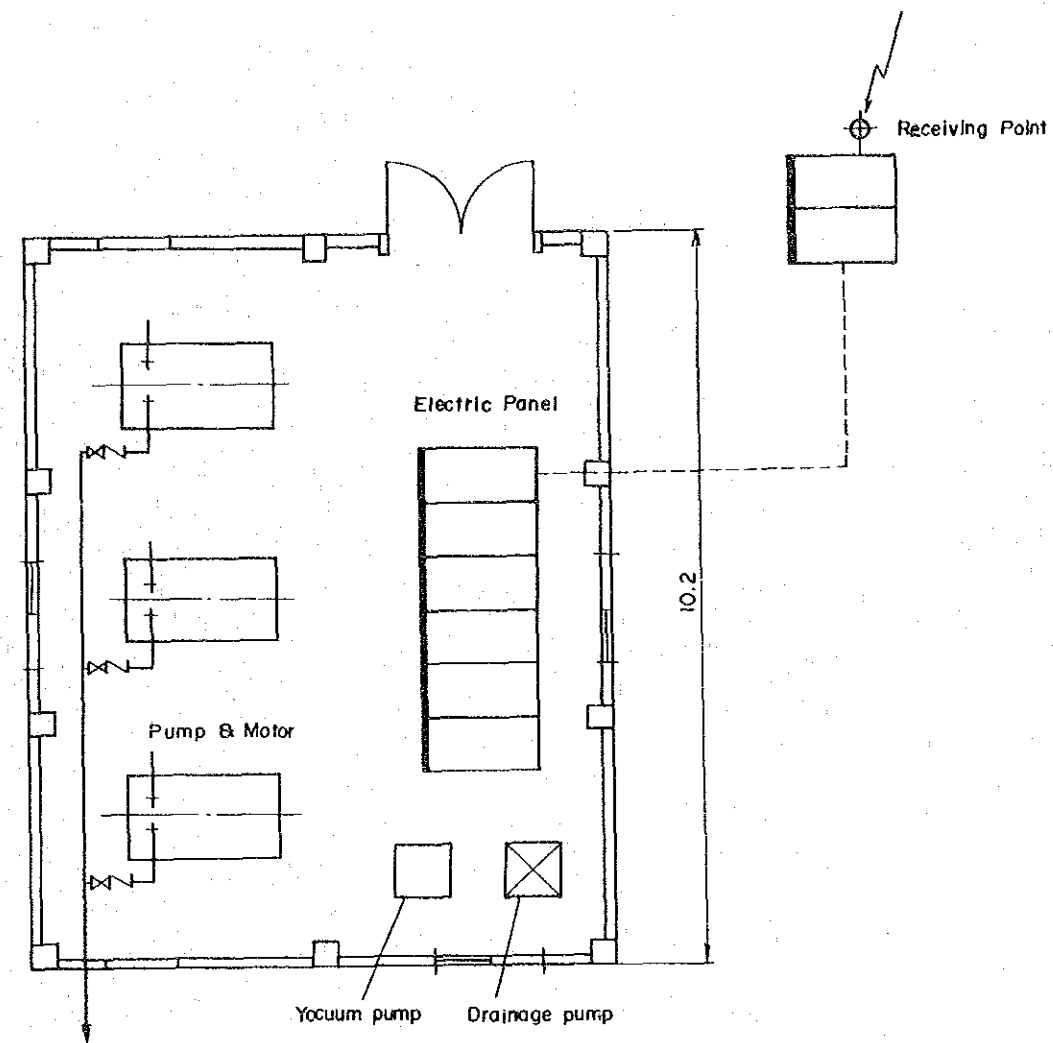 Receiving Point
Electric Panel
10.2
Pump & Motor
Yocuum pump
Drainage pump